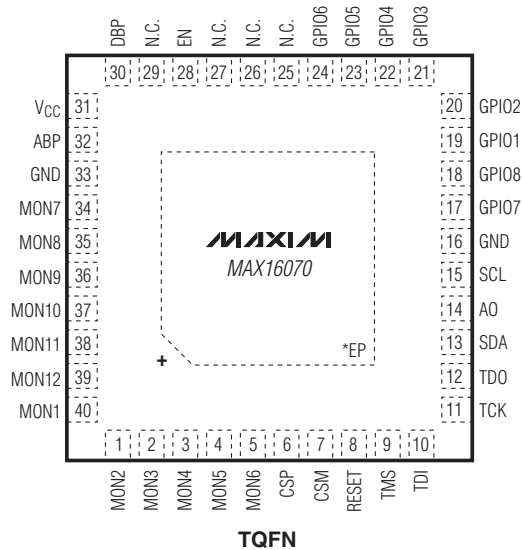 DBP N.C. EN N.C. N.C. N.C. GPIO6 GPIO5 GPIO4 GPIO3
30 29 28 27 26 25 24 23 22 21
VCC 31
ABP 32
GND 33
MON7 34
MON8 35
MON9 36
MON10 37
MON11 38
MON12 39
MON1 40
20 GPIO2
19 GPIO1
18 GPIO8
17 GPIO7
16 GND
15 SCL
14 A0
13 SDA
12 TDO
11 TCK
MAXIM
MAX16070
*EP
+
1 2 3 4 5 6 7 8 9 10
MON2 MON3 MON4 MON5 MON6 CSP CSM RESET TMS TDI
TQFN